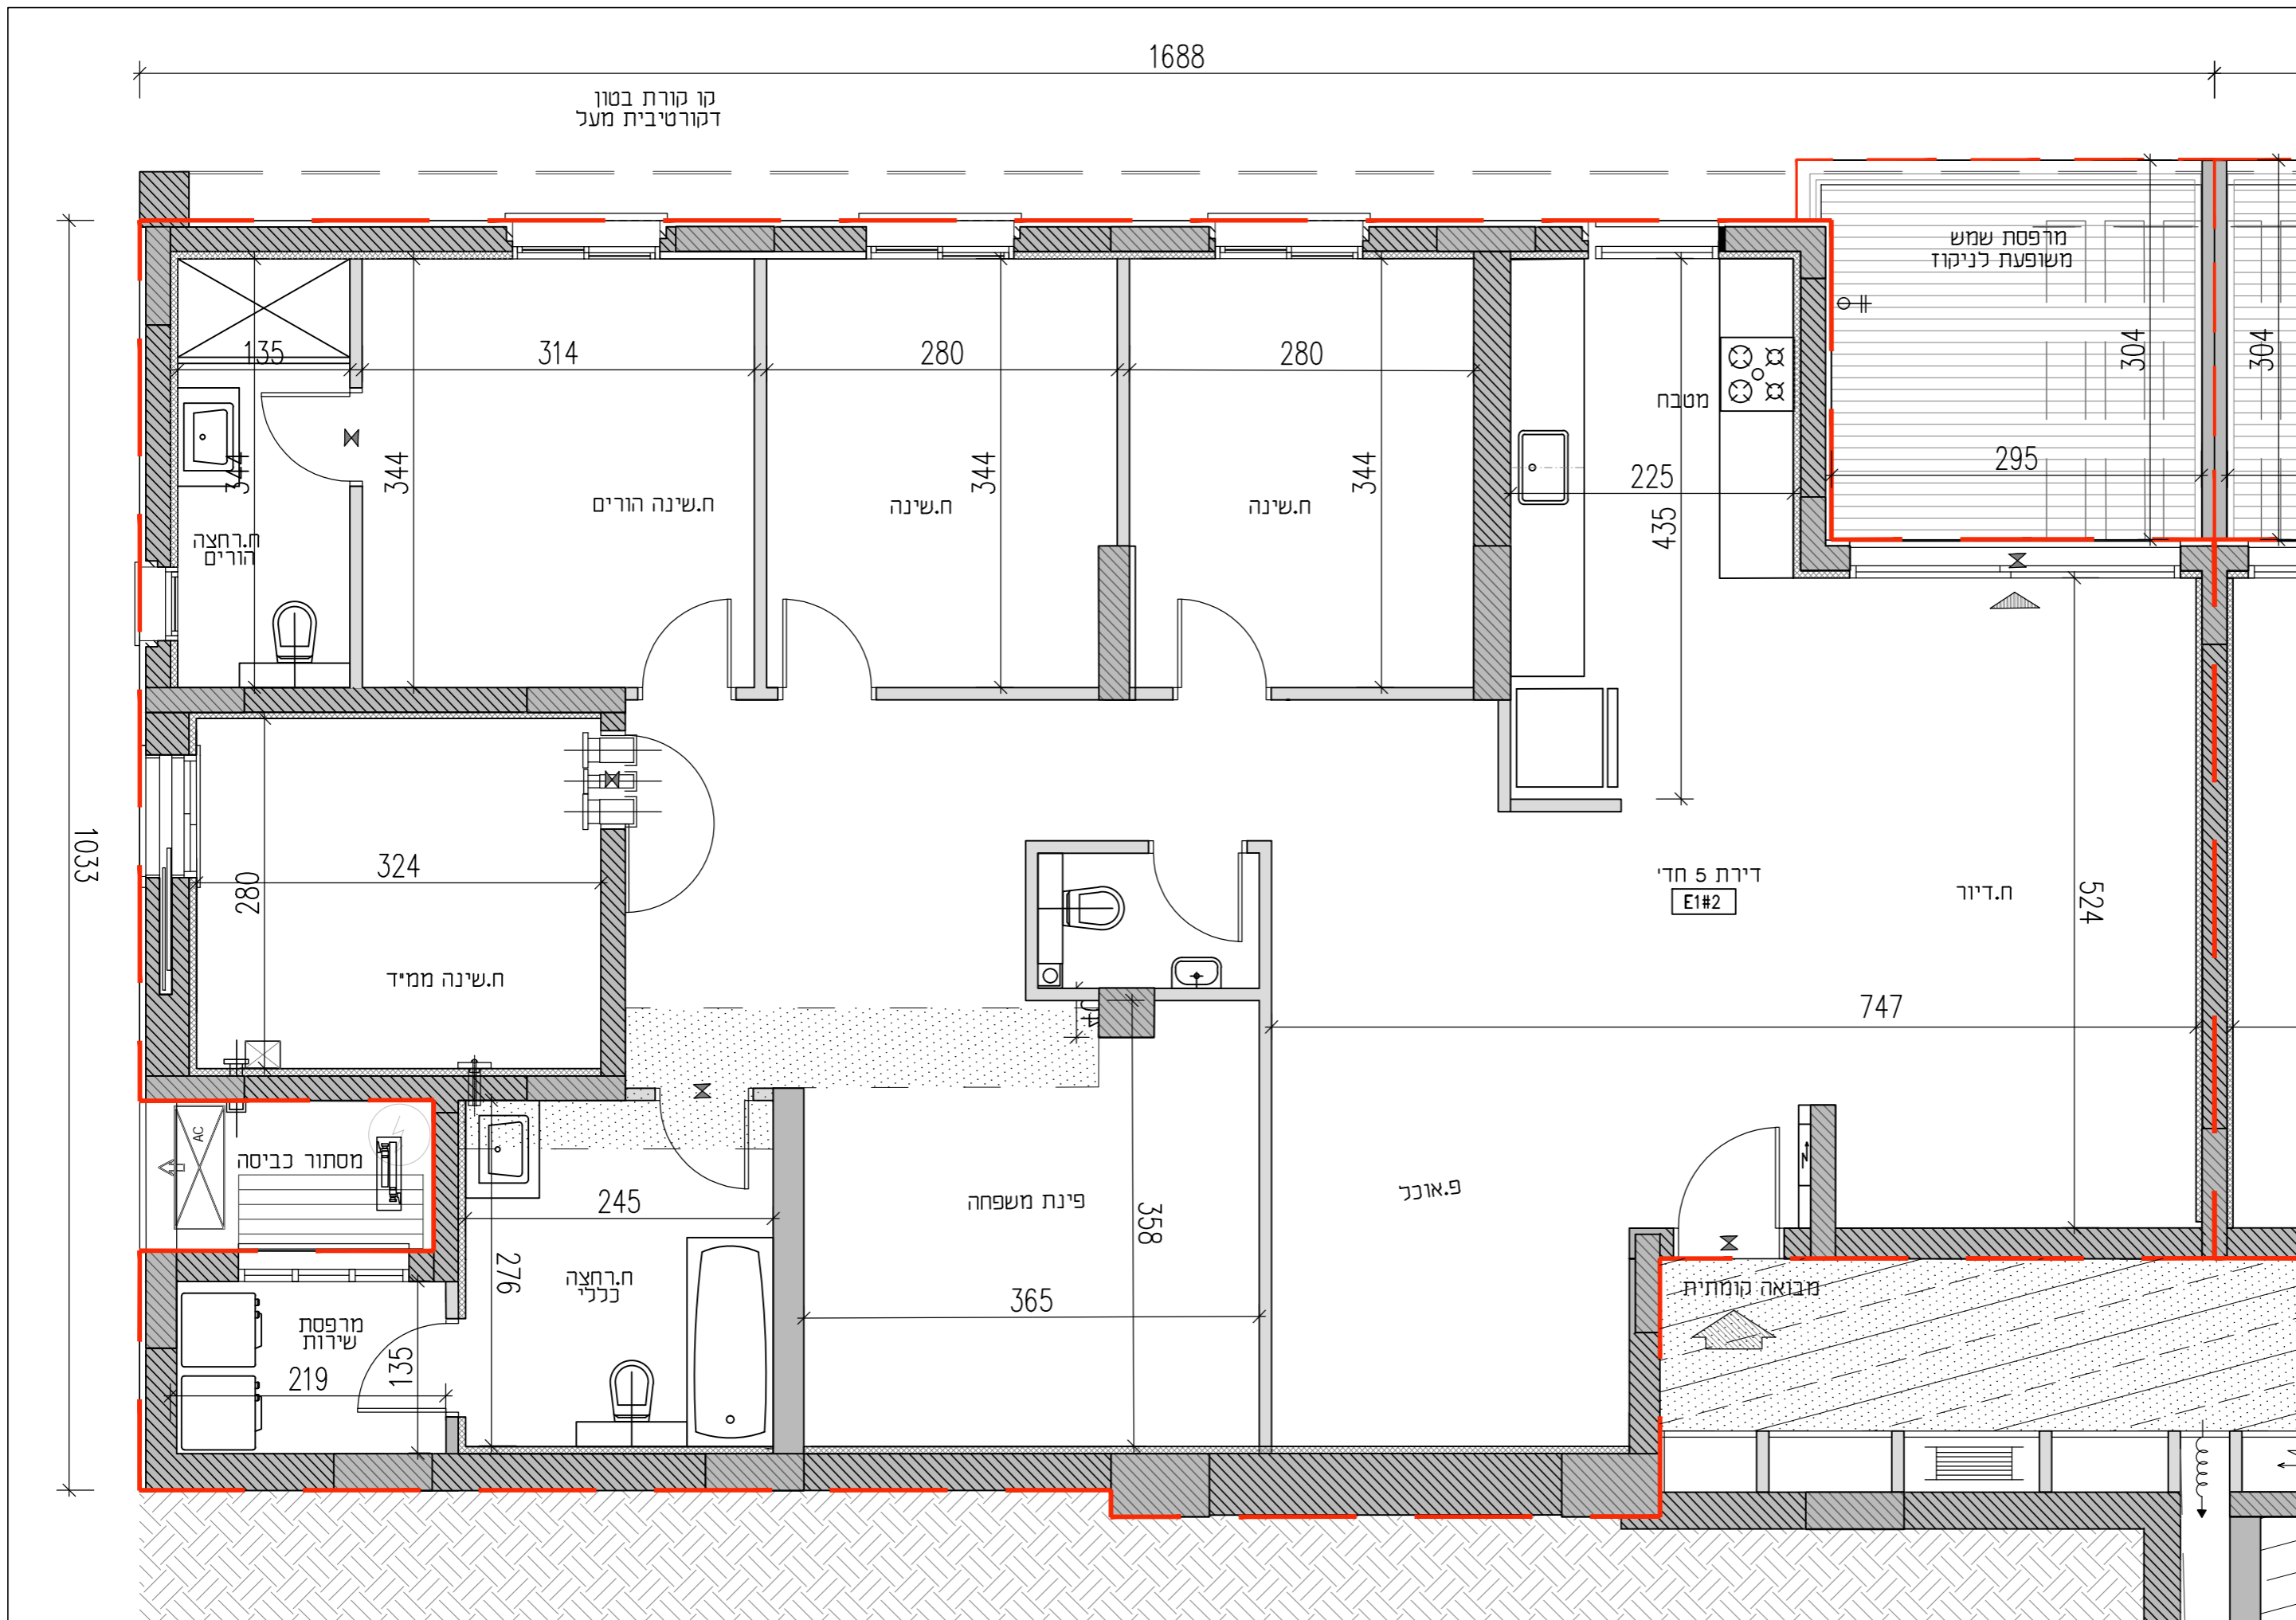 1688
קו קורת בטון
דקורטיבית מעל
מרפסת שמש
משופעת לניקוז
304
304
135
314
280
280
מטבח
295
225
344
344
344
344
435
ח.שינה הורים
ח.שינה
ח.שינה
ח.רחצה
הורים
1033
324
280
דירת 5 חדי'
E1#2
ח.דיור
524
ח.שינה ממ"ד
747
AC
מסתור כביסה
245
פינת משפחה
358
פ.אוכל
276
ח.רחצה
כללי
365
מבואה קומתית
מרפסת
שירות
219
135